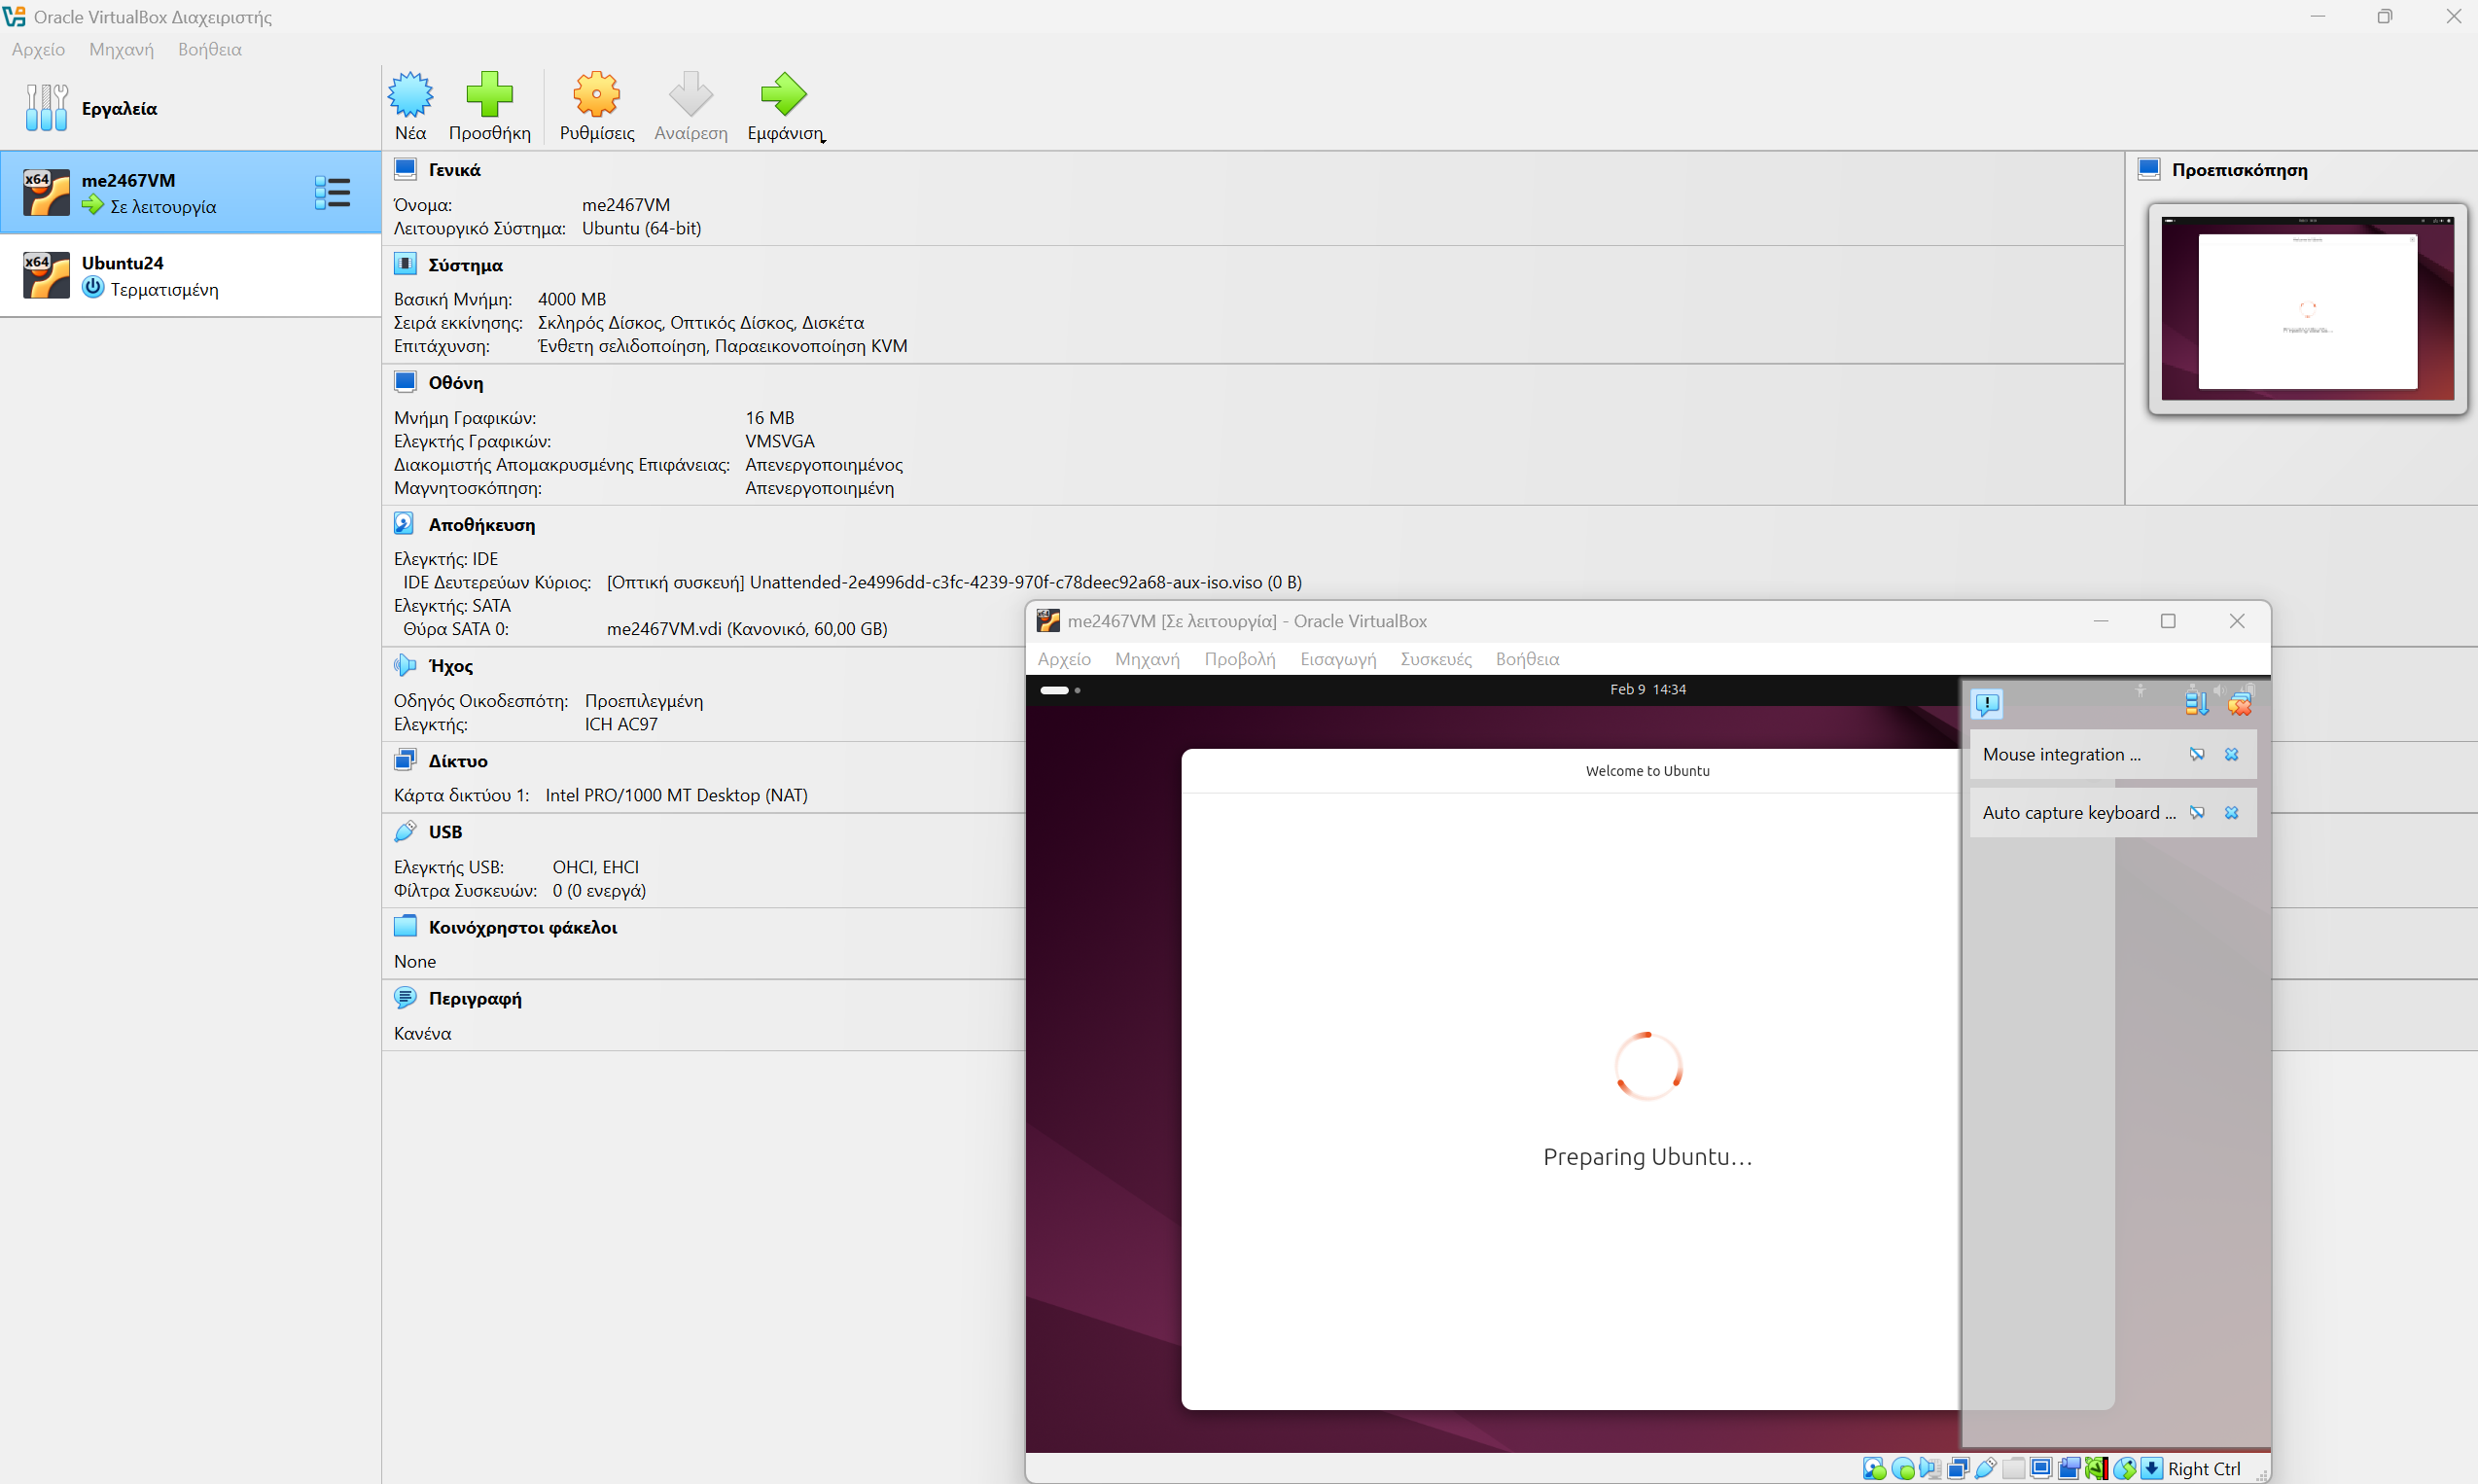 Oracle VirtualBox Διαχειριστής
Αρχείο Μηχανή Βοήθεια
Εργαλεία
Νέα Προσθήκη Ρυθμίσεις Αναίρεση Εμφάνιση
x64 me2467VM
Σε λειτουργία
x64 Ubuntu24
Τερματισμένη
Γενικά
Όνομα: me2467VM
Λειτουργικό Σύστημα: Ubuntu (64-bit)
Σύστημα
Βασική Μνήμη: 4000 MB
Σειρά εκκίνησης: Σκληρός Δίσκος, Οπτικός Δίσκος, Δισκέτα
Επιτάχυνση: Ένθετη σελιδοποίηση, Παραεικονοποίηση KVM
Οθόνη
Μνήμη Γραφικών: 16 MB
Ελεγκτής Γραφικών: VMSVGA
Διακομιστής Απομακρυσμένης Επιφάνειας: Απενεργοποιημένος
Μαγνητοσκόπηση: Απενεργοποιημένη
Προεπισκόπηση
Αποθήκευση
Ελεγκτής: IDE
IDE Δευτερεύων Κύριος: [Οπτική συσκευή] Unattended-2e4996dd-c3fc-4239-970f-c78deec92a68-aux-iso.viso (0 B)
Ελεγκτής: SATA
Θύρα SATA 0: me2467VM.vdi (Κανονικό, 60,00 GB)
Ήχος
Οδηγός Οικοδεσπότη: Προεπιλεγμένη
Ελεγκτής: ICH AC97
Δίκτυο
Κάρτα δικτύου 1: Intel PRO/1000 MT Desktop (NAT)
USB
Ελεγκτής USB: OHCI, EHCI
Φίλτρα Συσκευών: 0 (0 ενεργά)
Κοινόχρηστοι φάκελοι
None
Περιγραφή
Κανένα
me2467VM [Σε λειτουργία] - Oracle VirtualBox
Αρχείο Μηχανή Προβολή Εισαγωγή Συσκευές Βοήθεια
Feb 9 14:34
Welcome to Ubuntu
Mouse integration ...
Auto capture keyboard ...
Preparing Ubuntu...
Right Ctrl